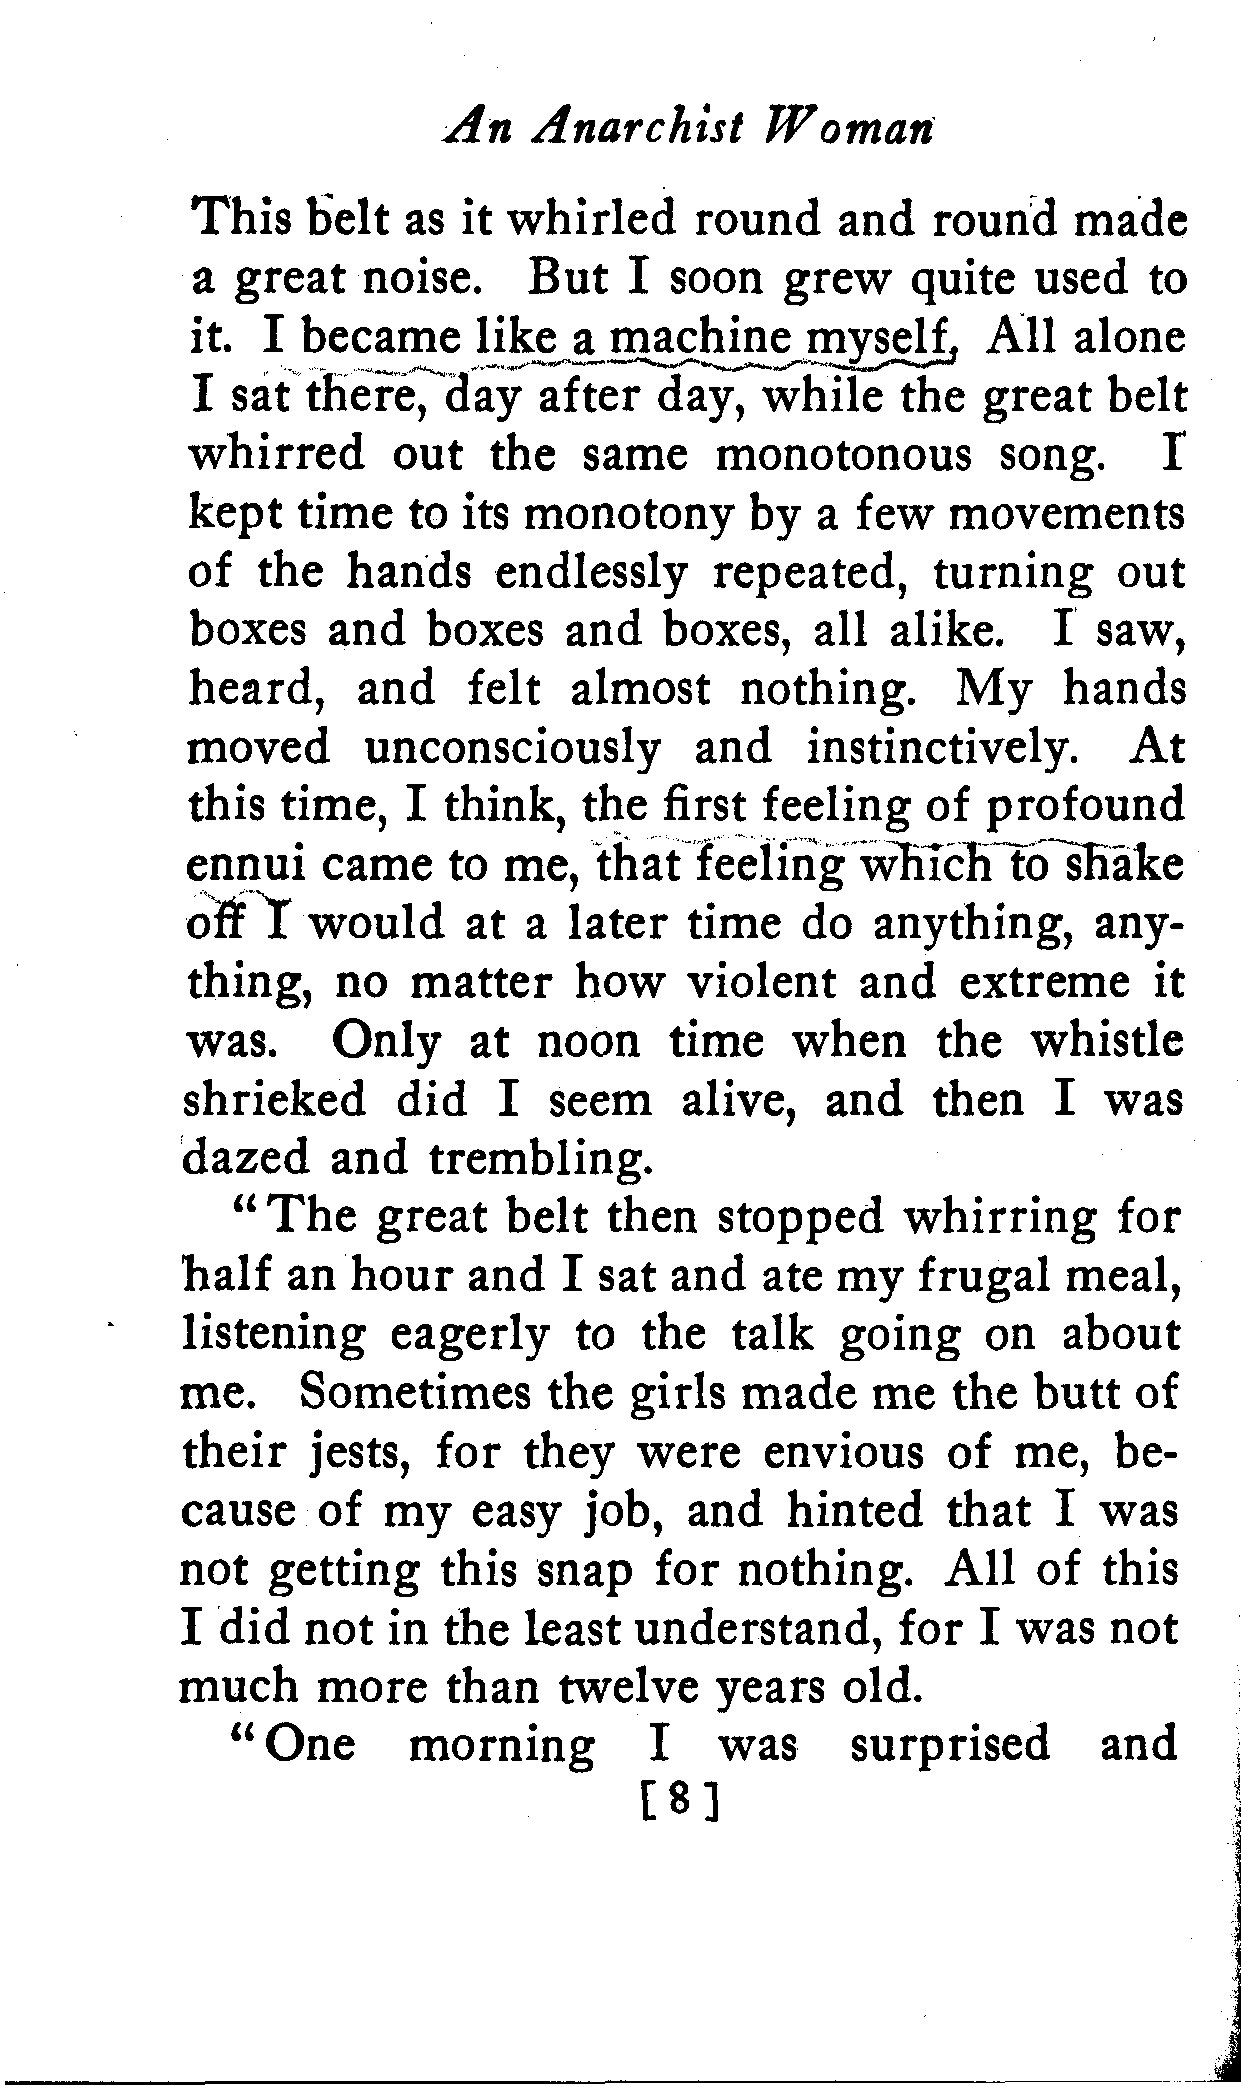 An Anarchist Woman
This belt as it whirled round and round made
a great noise. But I soon grew quite used to
it. I became like a machine myself. All alone
I sat there, day after day, while the great belt
whirred out the same monotonous song. I
kept time to its monotony by a few movements
of the hands endlessly repeated, turning out
boxes and boxes and boxes, all alike. I saw,
heard, and felt almost nothing. My hands
moved unconsciously and instinctively. At
this time, I think, the first feeling of profound
ennui came to me, that feeling which to shake
off I would at a later time do anything, any-
thing, no matter how violent and extreme it
was. Only at noon time when the whistle
shrieked did I seem alive, and then I was
dazed and trembling.
"The great belt then stopped whirring for
half an hour and I sat and ate my frugal meal,
listening eagerly to the talk going on about
me. Sometimes the girls made me the butt of
their jests, for they were envious of me, be-
cause of my easy job, and hinted that I was
not getting this snap for nothing. All of this
I did not in the least understand, for I was not
much more than twelve years old.
"One morning I was surprised and
[8]